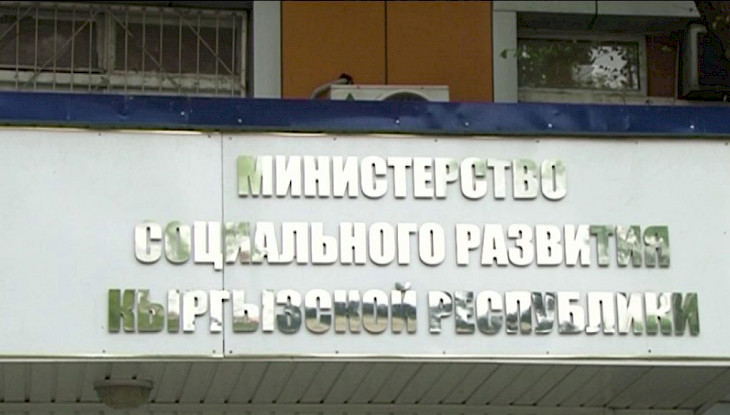 МИНИСТЕРСТВО
СОЦИАЛЬНОГО РАЗВИТИЯ
КЫРГЫЗСКОЙ РЕСПУБЛИКИ